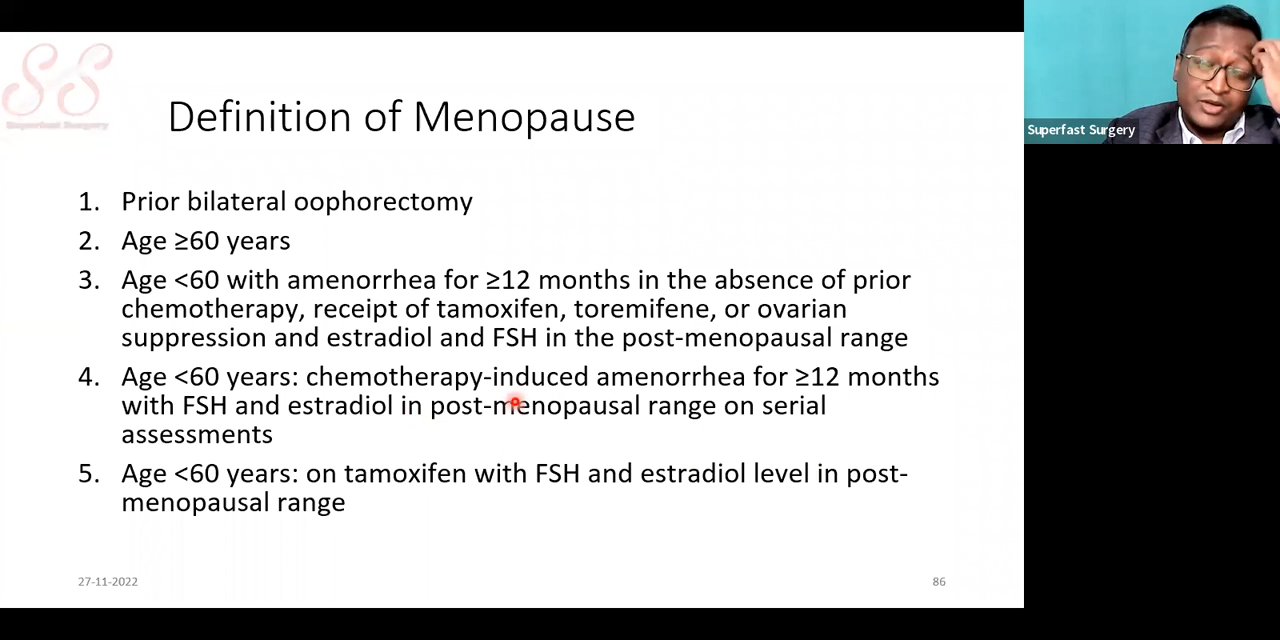 SS
Superfast Surgery
Definition of Menopause
1. Prior bilateral oophorectomy
2. Age ≥60 years
3. Age <60 with amenorrhea for ≥12 months in the absence of prior
chemotherapy, receipt of tamoxifen, toremifene, or ovarian
suppression and estradiol and FSH in the post-menopausal range
4. Age <60 years: chemotherapy-induced amenorrhea for ≥12 months
with FSH and estradiol in post-menopausal range on serial
assessments
5. Age <60 years: on tamoxifen with FSH and estradiol level in post-
menopausal range
27-11-2022
86
Superfast Surgery